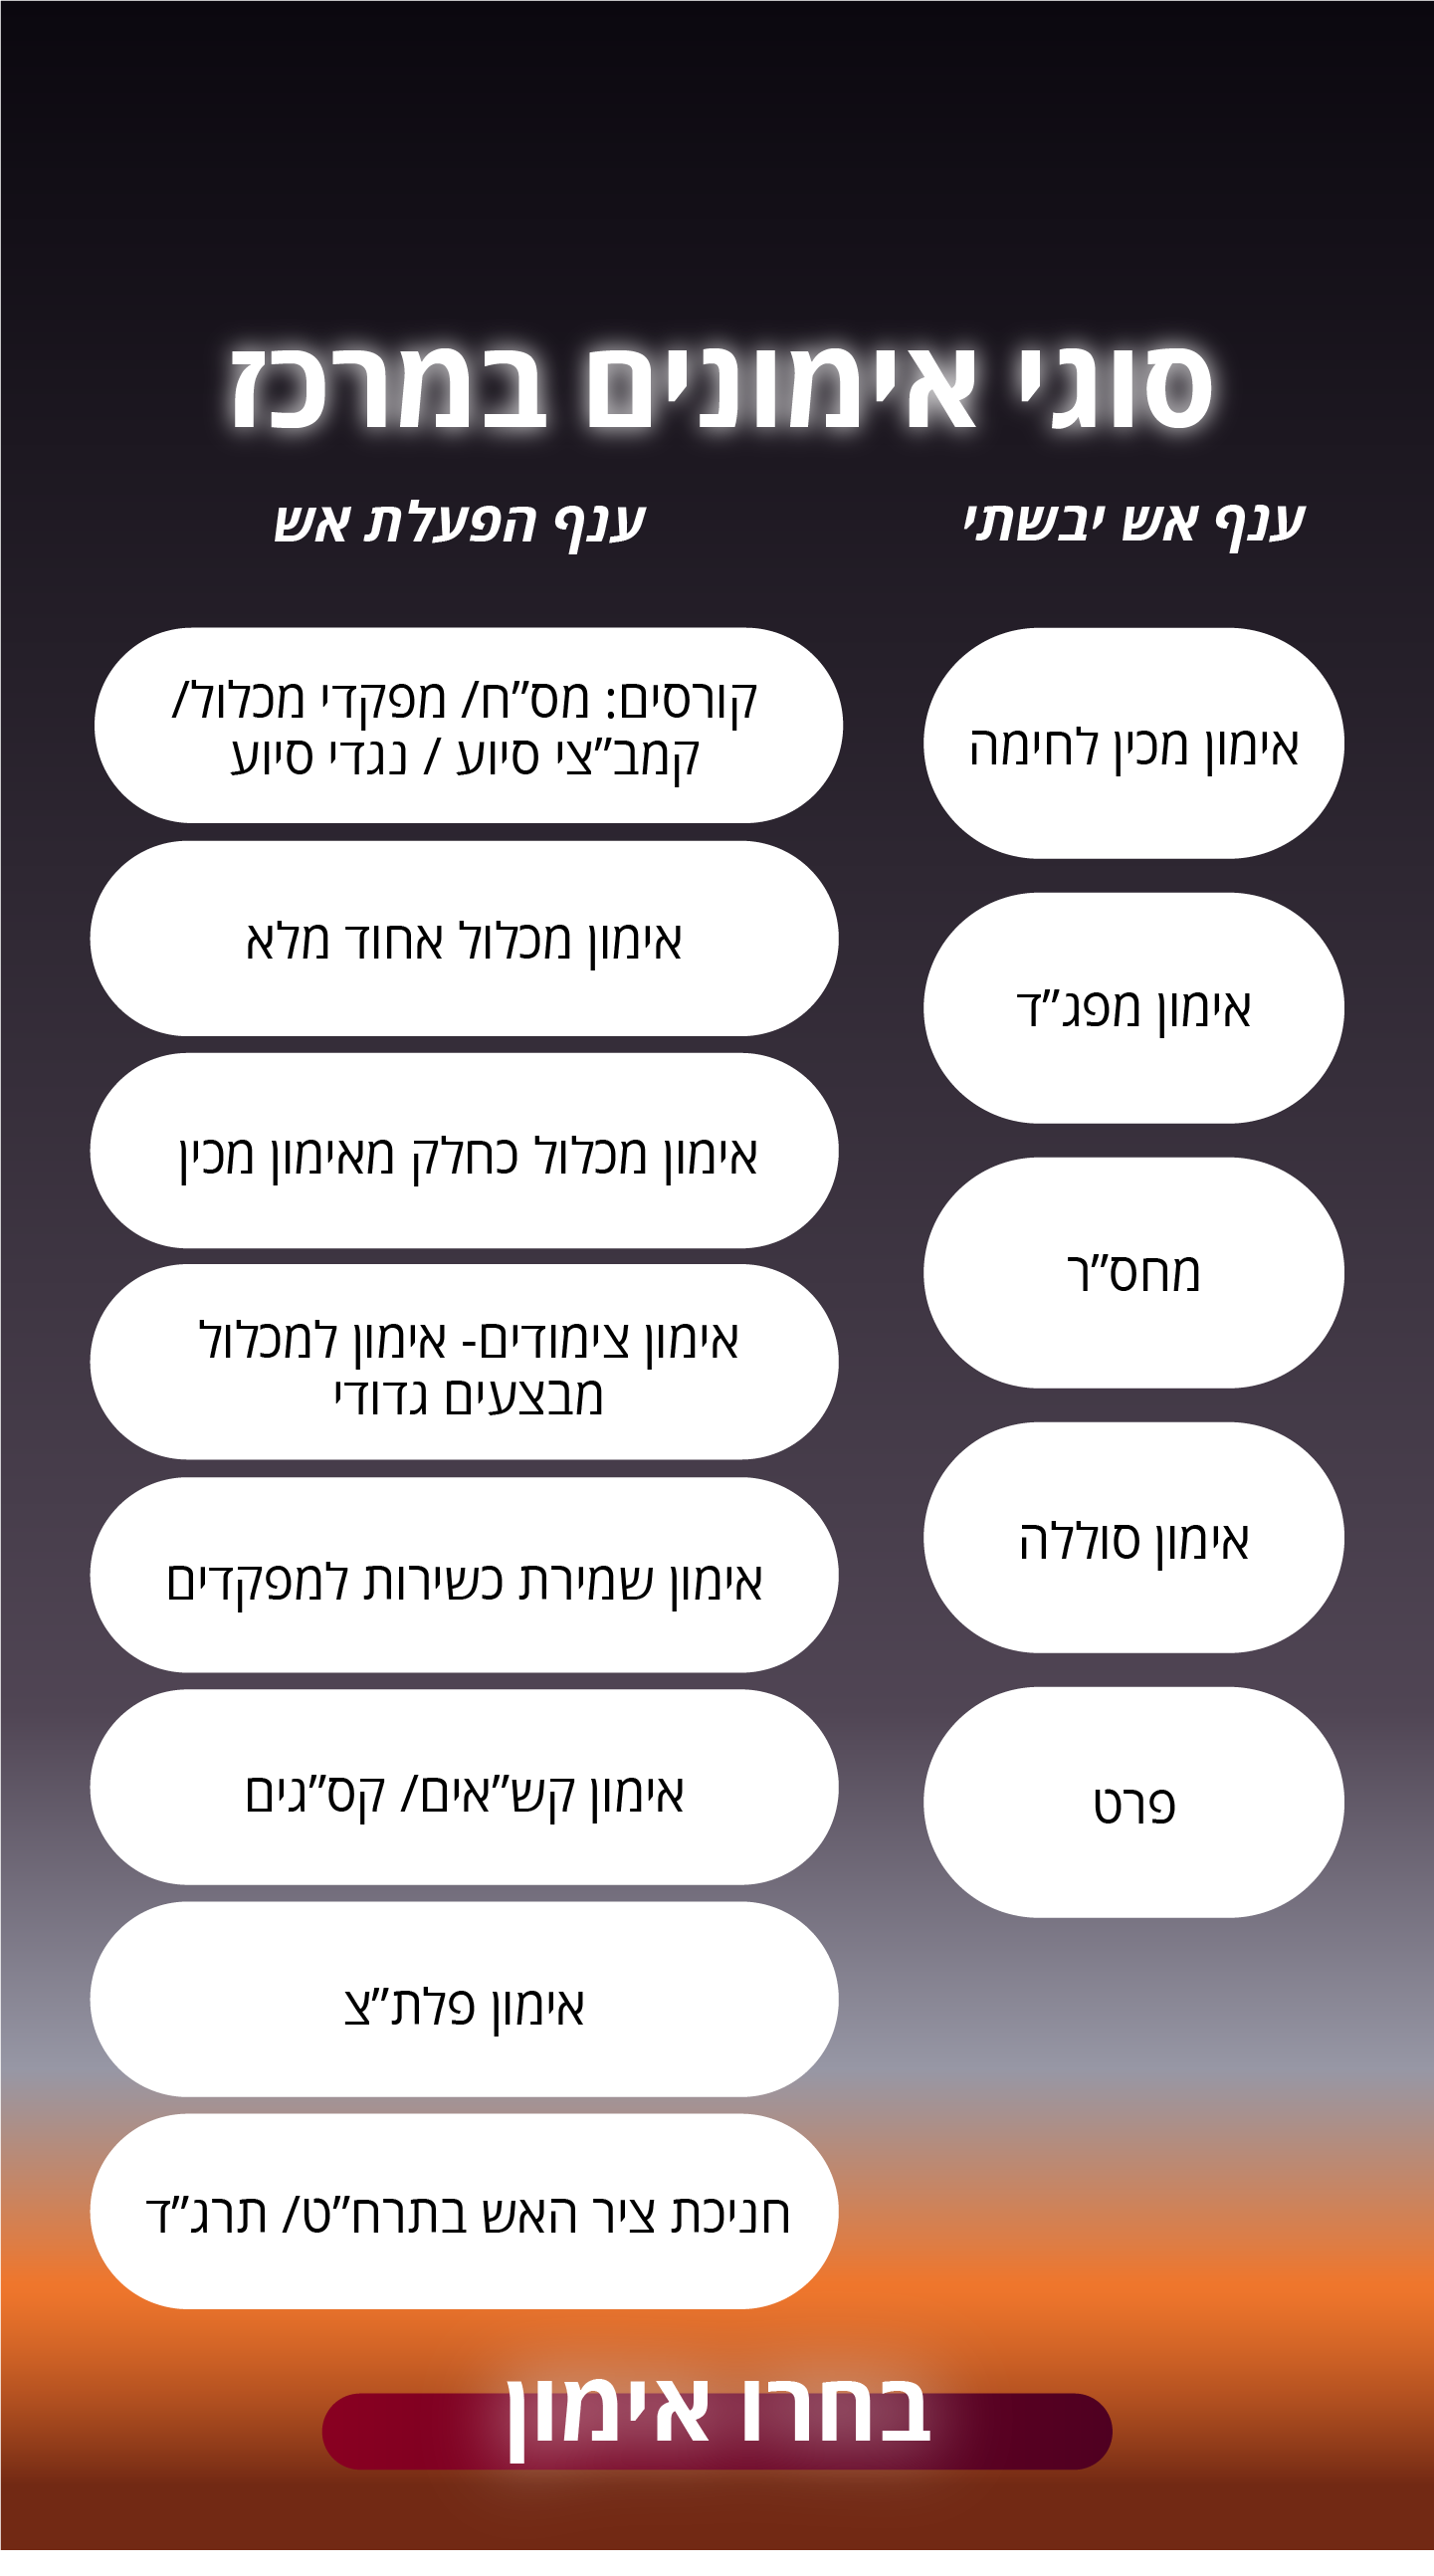 סוגי אימונים במרכז
ענף אש יבשתי
אימון מכין לחימה
אימון מפג״ד
מחס״ר
אימון סוללה
פרט
ענף הפעלת אש
קורסים: מס״ח/ מפקדי מכלול/
קמב״צי סיוע / נגדי סיוע
אימון מכלול אחוד מלא
אימון מכלול כחלק מאימון מכין
אימון צימודים- אימון למכלול
מבצעים גדודי
אימון שמירת כשירות למפקדים
אימון קש״אים/ קס״גים
אימון פלת״צ
חניכת ציר האש בתרח״ט/ תרג״ד
בחרו אימון